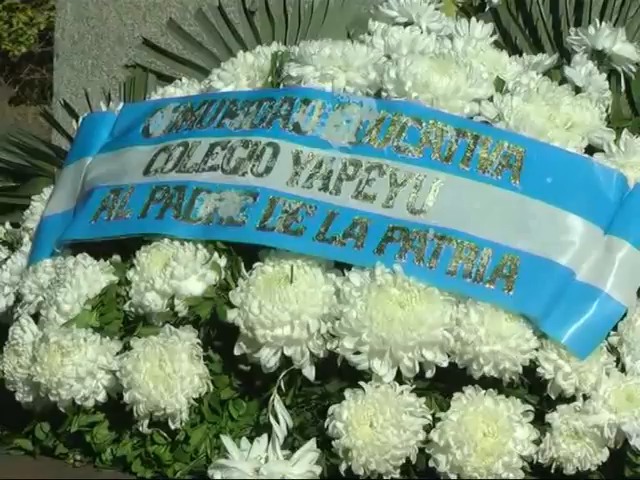 COMUNIDAD EDUCATIVA
COLEGIO YAPEYU
AL PADRE DE LA PATRIA